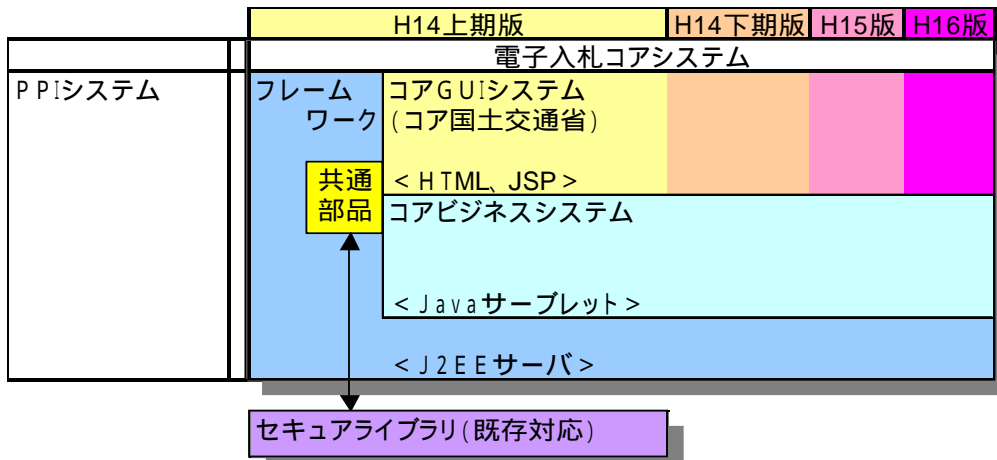 H14上期版 H14下期版 H15版 H16版
電子入札コアシステム
PPIシステム
フレーム
ワーク
コアGUIシステム
(コア国土交通省)
共通
部品
<HTML、JSP>
コアビジネスシステム
<Javaサーブレット>
<J2EEサーバ>
セキュアライブラリ(既存対応)